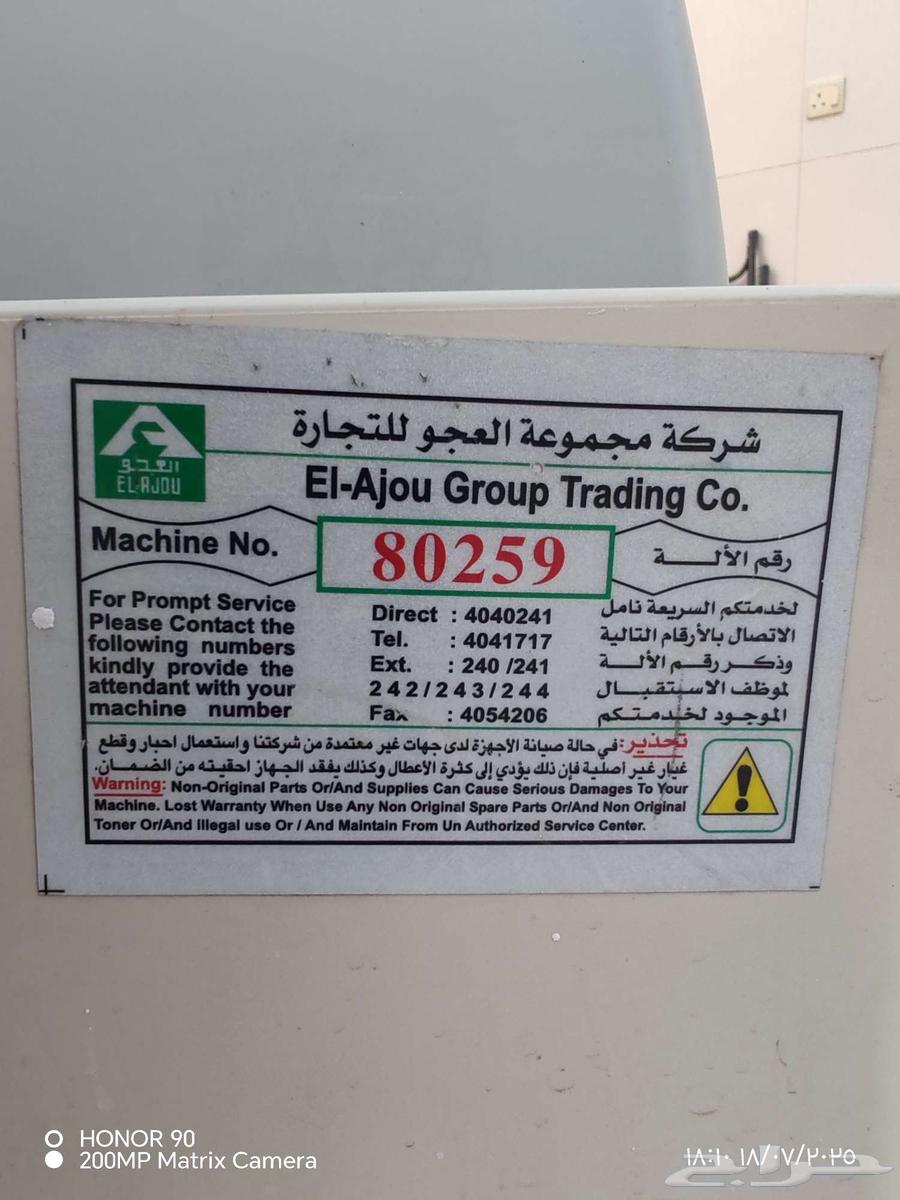 شركة مجموعة العجو للتجارة
العجو
EL-AJOU
El-Ajou Group Trading Co.
Machine No.
80259
رقم الألــــة
For Prompt Service
Please Contact the
following numbers
kindly provide the
attendant with your
machine number
Direct : 4040241
Tel. : 4041717
Ext. : 240 /241
242/243/244
Fax : 4054206
لخدمتكم السريعة نامل
الاتصال بالأرقام التالية
وذكر رقم الألة
لموظف الاستقبال
الموجود لخدمتكم
تحذير: في حالة صيانة الأجهزة لدى جهات غير معتمدة من شركتنا واستعمال احبار وقطع
غيار غير أصلية فإن ذلك يؤدي إلى كثرة الأعطال وكذلك يفقد الجهاز احقيته من الضمان.
Warning: Non-Original Parts Or/And Supplies Can Cause Serious Damages To Your
Machine. Lost Warranty When Use Any Non Original Spare Parts Or/And Non Original
Toner Or/And illegal use Or / And Maintain From Un Authorized Service Center.
HONOR 90
200MP Matrix Camera
١٨:١٠ ١٨/٠٧/٢٠٢٥
حراج